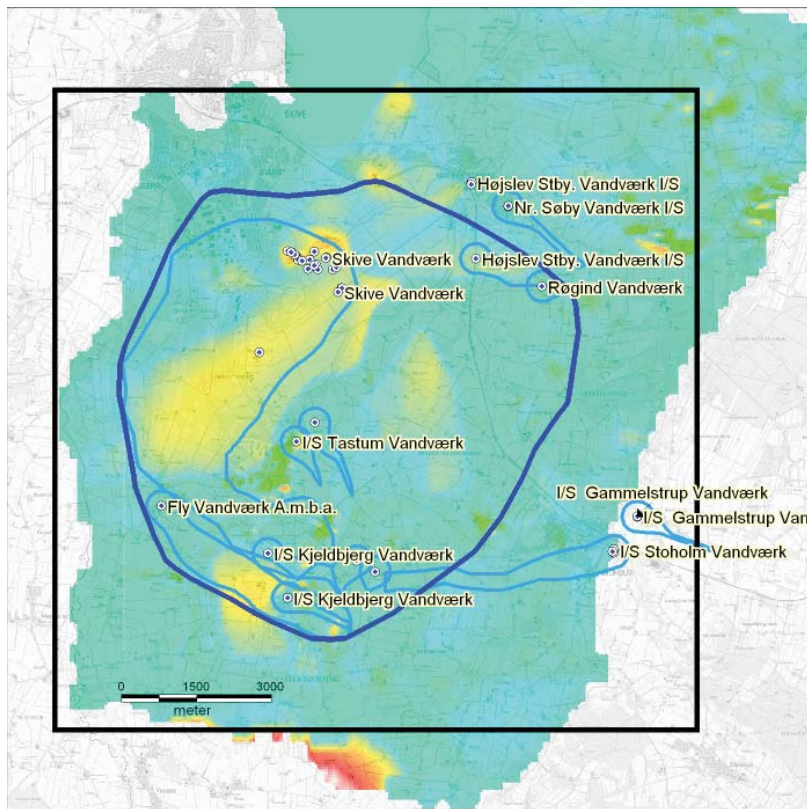 SKIVE
Højslev Stby. Vandværk I/S
Nr. Søby Vandværk I/S
Skive Vandværk
Højslev Stby. Vandværk I/S
Røgind Vandværk
Skive Vandværk
I/S Tastum Vandværk
I/S Gammelstrup Vandværk
Fly Vandværk A.m.b.a.
I/S Gammelstrup Van
I/S Kjeldbjerg Vandværk
I/S Stoholm Vandværk
I/S Kjeldbjerg Vandværk
0 1500 3000
meter